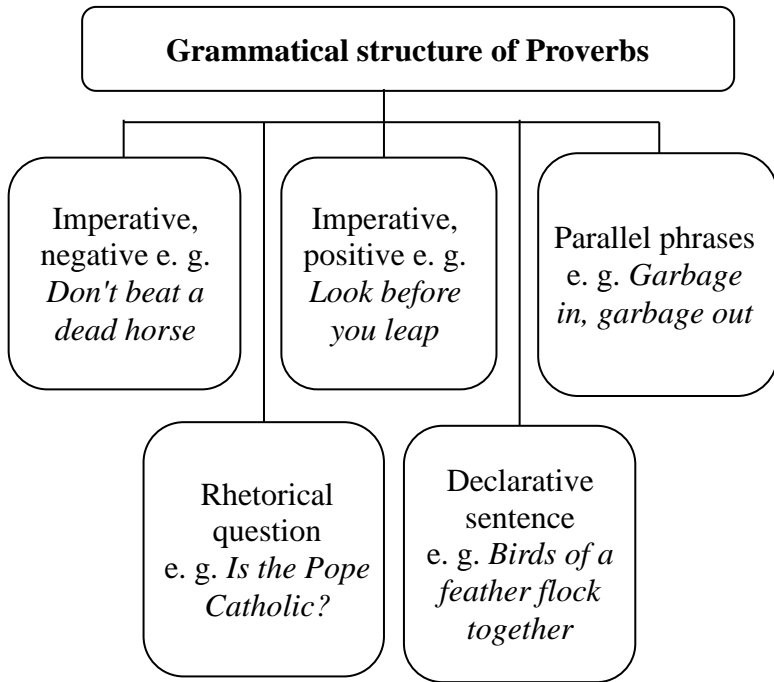 Grammatical structure of Proverbs
Imperative,
negative e. g.
Don't beat a
dead horse
Imperative,
positive e. g.
Look before
you leap
Parallel phrases
e. g. Garbage
in, garbage out
Rhetorical
question
e. g. Is the Pope
Catholic?
Declarative
sentence
e. g. Birds of a
feather flock
together